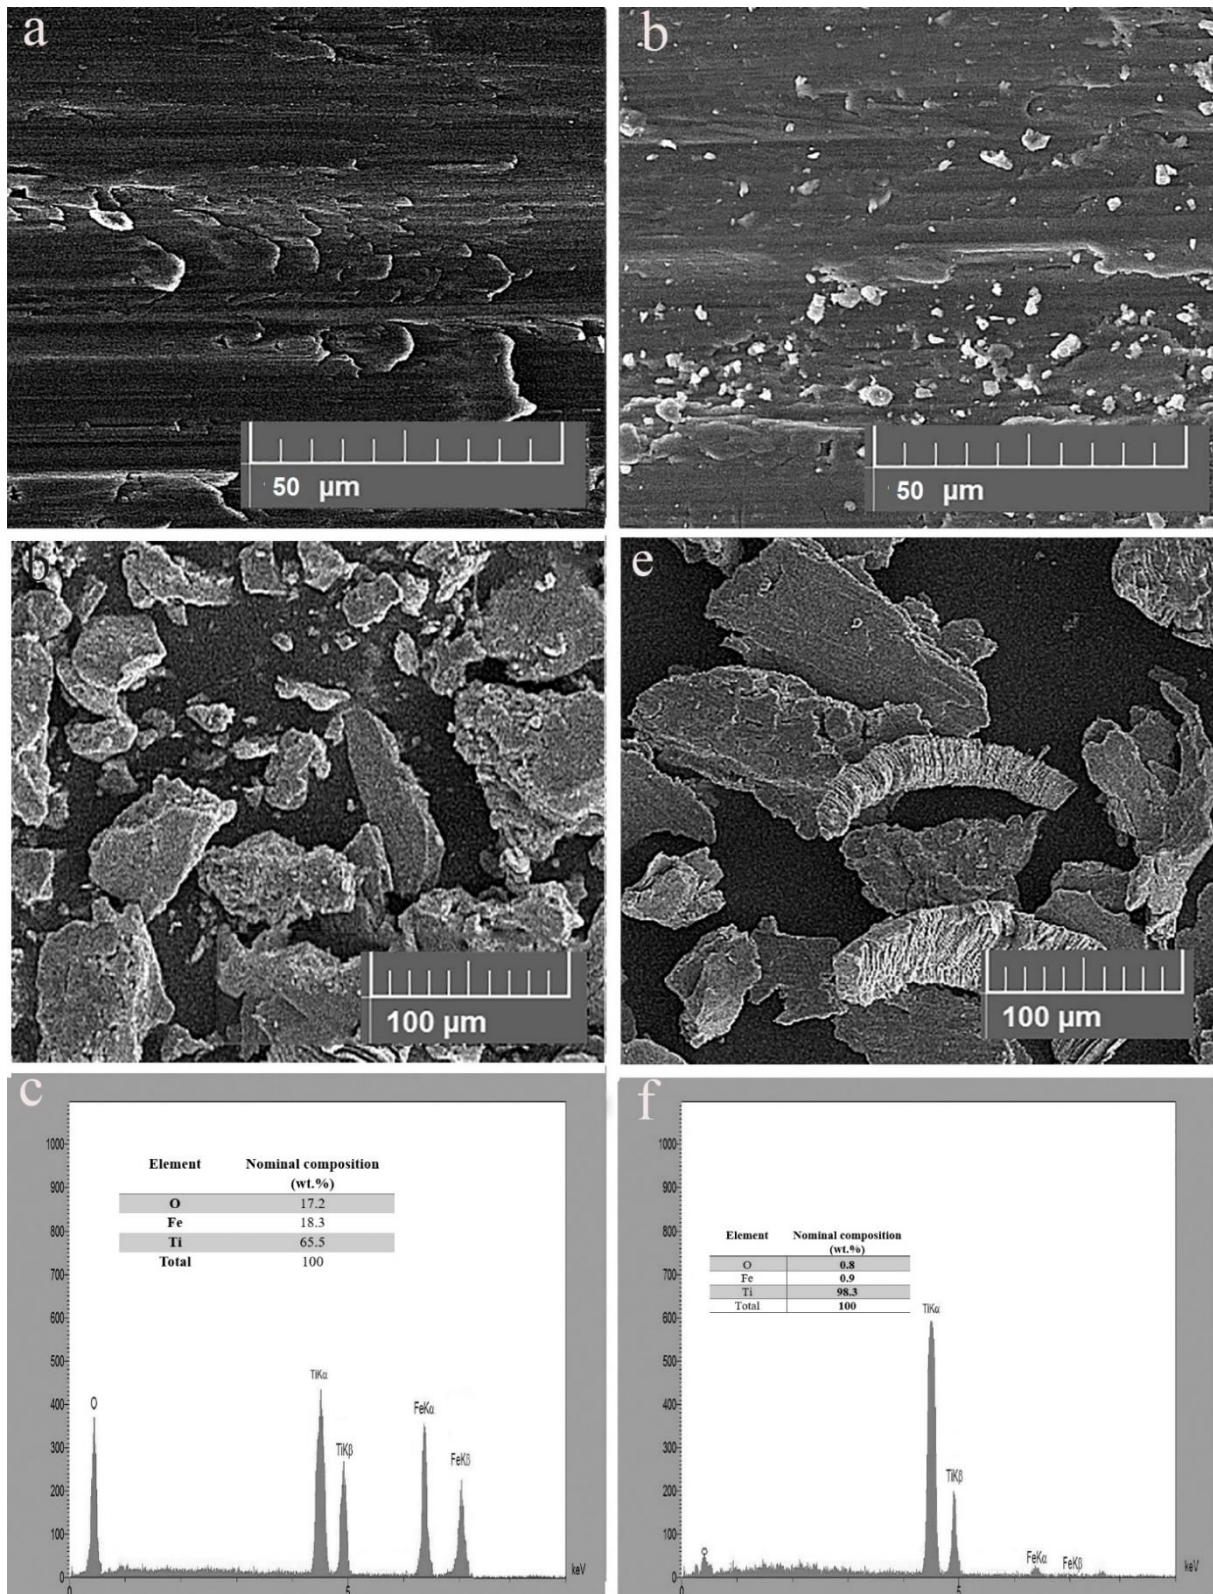 a
b
50 μm
50 μm
b
e
100 μm
100 μm
c
Element Nominal composition
(wt.%)
O 17.2
Fe 18.3
Ti 65.5
Total 100
1000
900
800
700
600
500
400
300
200
100
0
O
TiKα
TiKβ
FeKα
FeKβ
0
5
keV
f
Element Nominal composition
(wt.%)
O 0.8
Fe 0.9
Ti 98.3
Total 100
1000
900
800
700
600
500
400
300
200
100
0
O
TiKα
TiKβ
FeKα
FeKβ
0
5
keV